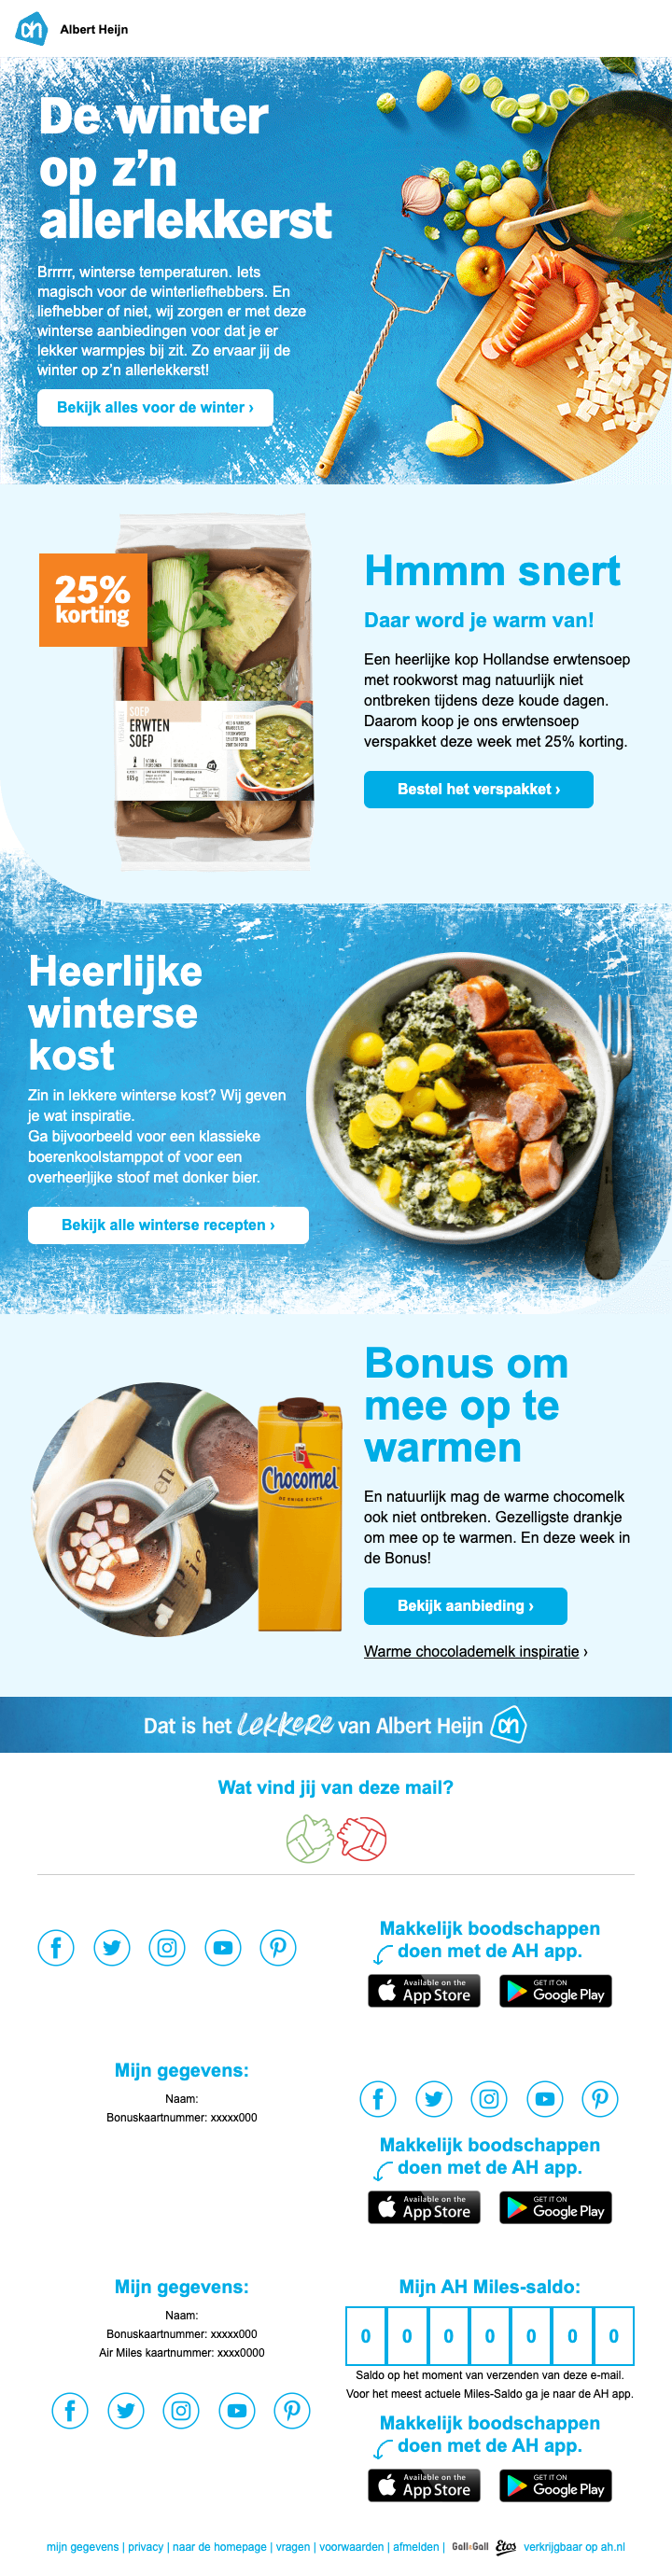 ah
Albert Heijn
De winter
op z’n
allerlekkerst
Brrrrr, winterse temperaturen. Iets
magisch voor de winterliefhebbers. En
liefhebber of niet, wij zorgen er met deze
winterse aanbiedingen voor dat je er
lekker warmpjes bij zit. Zo ervaar jij de
winter op z’n allerlekkerst!
Bekijk alles voor de winter ›
25%
korting
SOEP
ERWTEN
SOEP
ah
Hmmm snert
Daar word je warm van!
Een heerlijke kop Hollandse erwtensoep
met rookworst mag natuurlijk niet
ontbreken tijdens deze koude dagen.
Daarom koop je ons erwtensoep
verspakket deze week met 25% korting.
Bestel het verspakket ›
Heerlijke
winterse
kost
Zin in lekkere winterse kost? Wij geven
je wat inspiratie.
Ga bijvoorbeeld voor een klassieke
boerenkoolstamppot of voor een
overheerlijke stoof met donker bier.
Bekijk alle winterse recepten ›
Chocomel
DE ENIGE ECHTE
Bonus om
mee op te
warmen
En natuurlijk mag de warme chocomelk
ook niet ontbreken. Gezelligste drankje
om mee op te warmen. En deze week in
de Bonus!
Bekijk aanbieding ›
Warme chocolademelk inspiratie ›
Dat is het lekkere van Albert Heijn ah
Wat vind jij van deze mail?
Makkelijk boodschappen
doen met de AH app.
Available on the
App Store
GET IT ON
Google Play
Mijn gegevens:
Naam:
Bonuskaartnummer: xxxxx000
Makkelijk boodschappen
doen met de AH app.
Available on the
App Store
GET IT ON
Google Play
Mijn gegevens:
Naam:
Bonuskaartnummer: xxxxx000
Air Miles kaartnummer: xxxx0000
Mijn AH Miles-saldo:
0 0 0 0 0 0 0
Saldo op het moment van verzenden van deze e-mail.
Voor het meest actuele Miles-Saldo ga je naar de AH app.
Makkelijk boodschappen
doen met de AH app.
Available on the
App Store
GET IT ON
Google Play
mijn gegevens | privacy | naar de homepage | vragen | voorwaarden | afmelden | Gall&Gall Etos verkrijgbaar op ah.nl